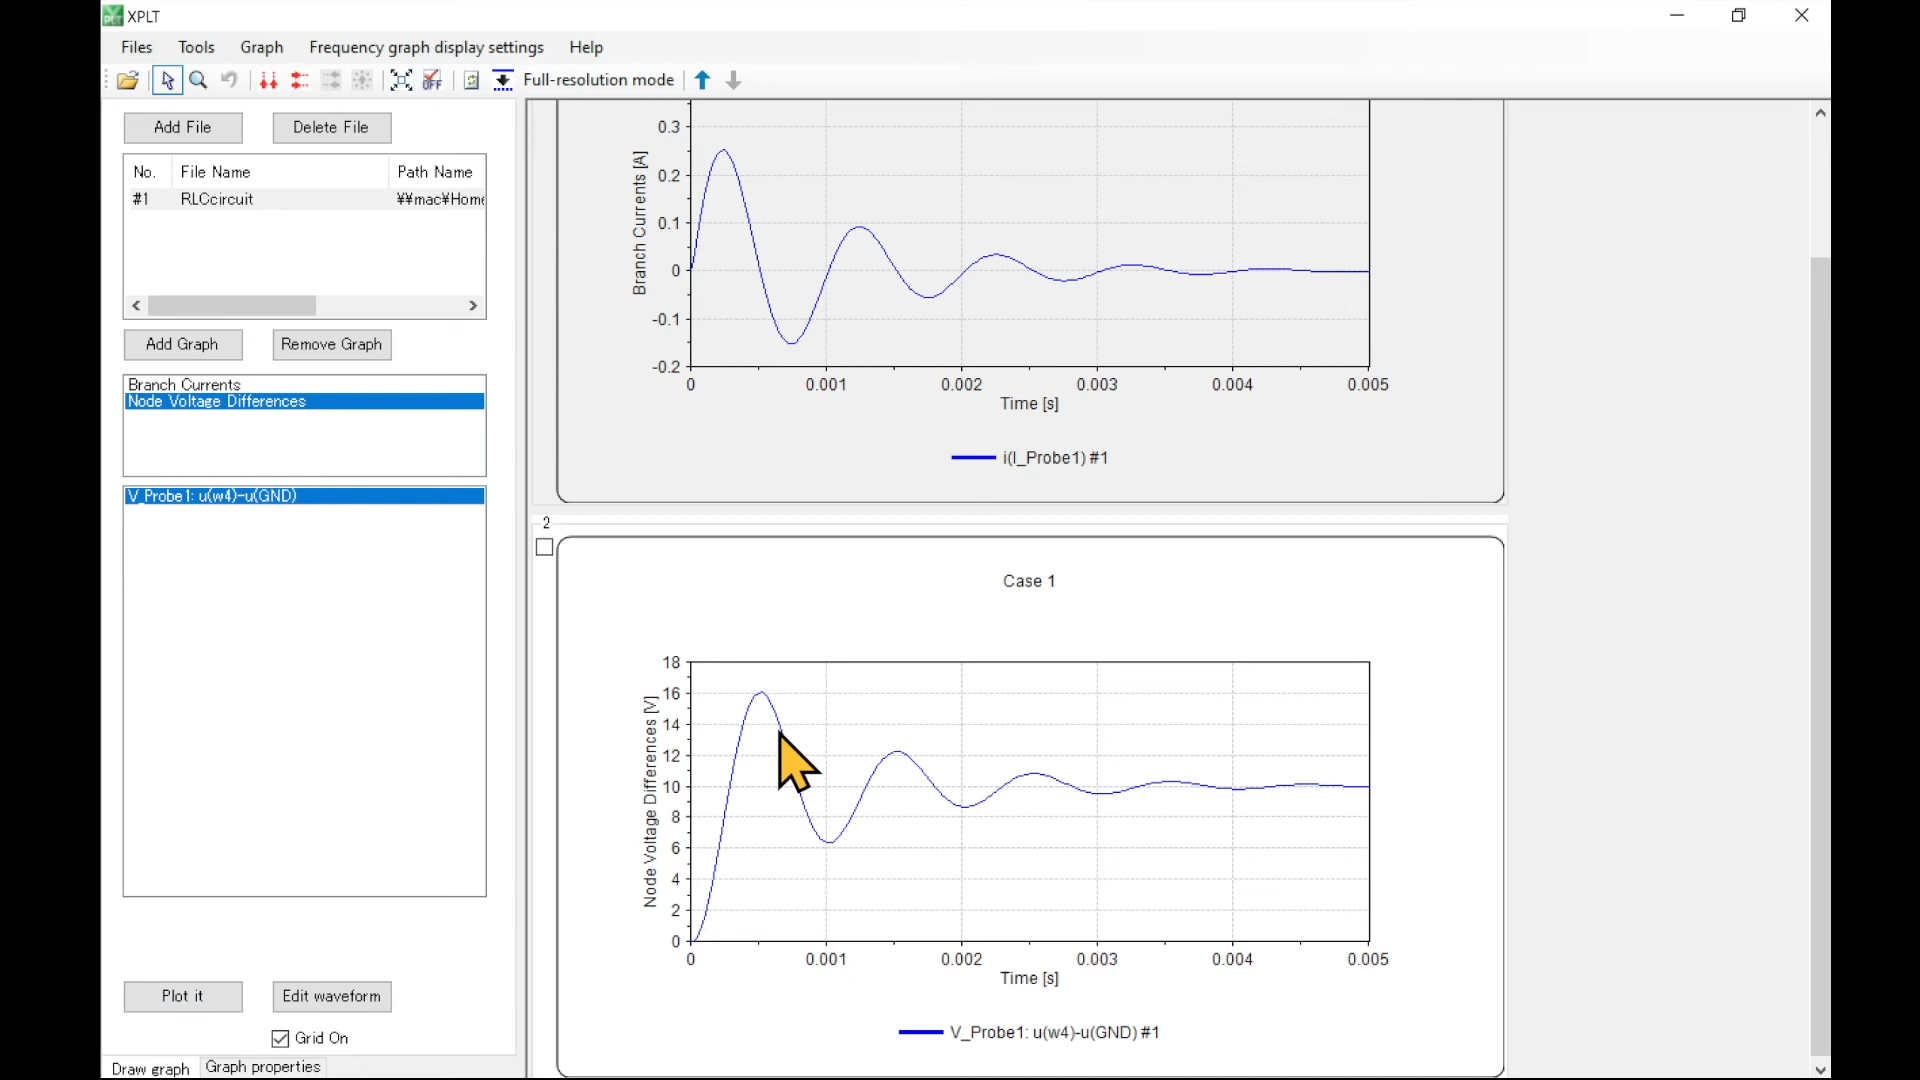 XPLT
Files Tools Graph Frequency graph display settings Help
OFF Full-resolution mode
Add File Delete File
No. File Name Path Name
#1 RLCcircuit ¥¥mac¥Home
Add Graph Remove Graph
Branch Currents
Node Voltage Differences
V_Probe1: u(w4)-u(GND)
Plot it Edit waveform
Grid On
Draw graph Graph properties
Branch Currents [A]
0.3
0.2
0.1
0
-0.1
-0.2
0 0.001 0.002 0.003 0.004 0.005
Time [s]
i(I_Probe1) #1
2
Case 1
Node Voltage Differences [V]
18
16
14
12
10
8
6
4
2
0
0 0.001 0.002 0.003 0.004 0.005
Time [s]
V_Probe1: u(w4)-u(GND) #1